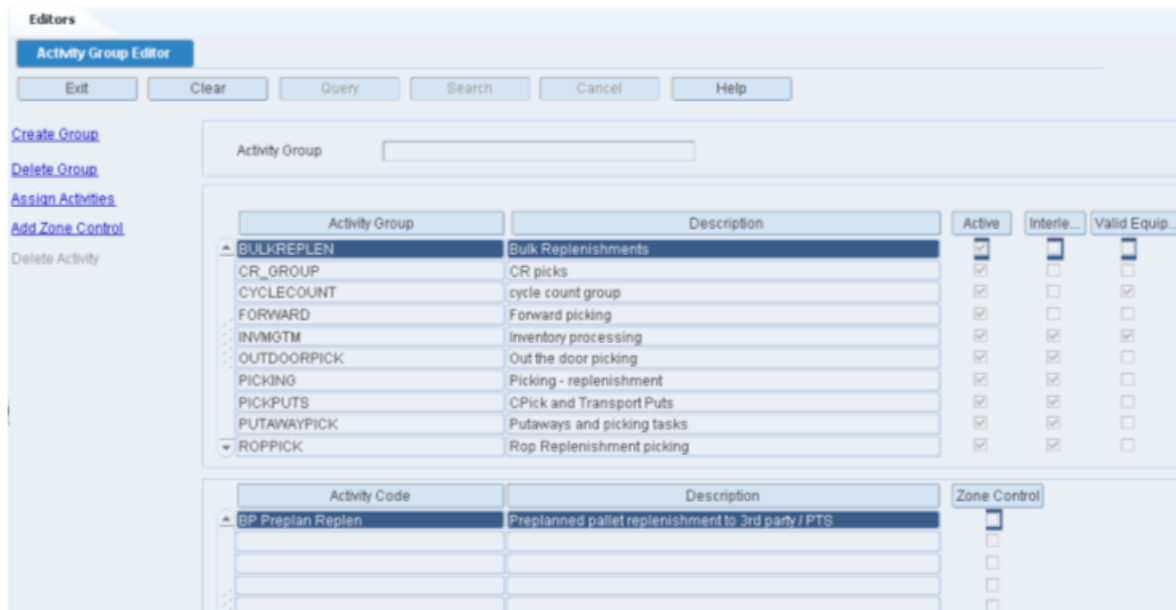 Editors
Activity Group Editor
Exit Clear Query Search Cancel Help
Create Group
Activity Group
Delete Group
Assign Activities
Add Zone Control
Delete Activity
Activity Group Description Active Interle... Valid Equip...
BULKREPLEN Bulk Replenishments
CR_GROUP CR picks
CYCLECOUNT cycle count group
FORWARD Forward picking
INVMGTM Inventory processing
OUTDOORPICK Out the door picking
PICKING Picking - replenishment
PICKPUTS CPick and Transport Puts
PUTAWAYPICK Putaways and picking tasks
ROPPICK Rop Replenishment picking
Activity Code Description Zone Control
BP Preplan Replen Preplanned pallet replenishment to 3rd party / PTS